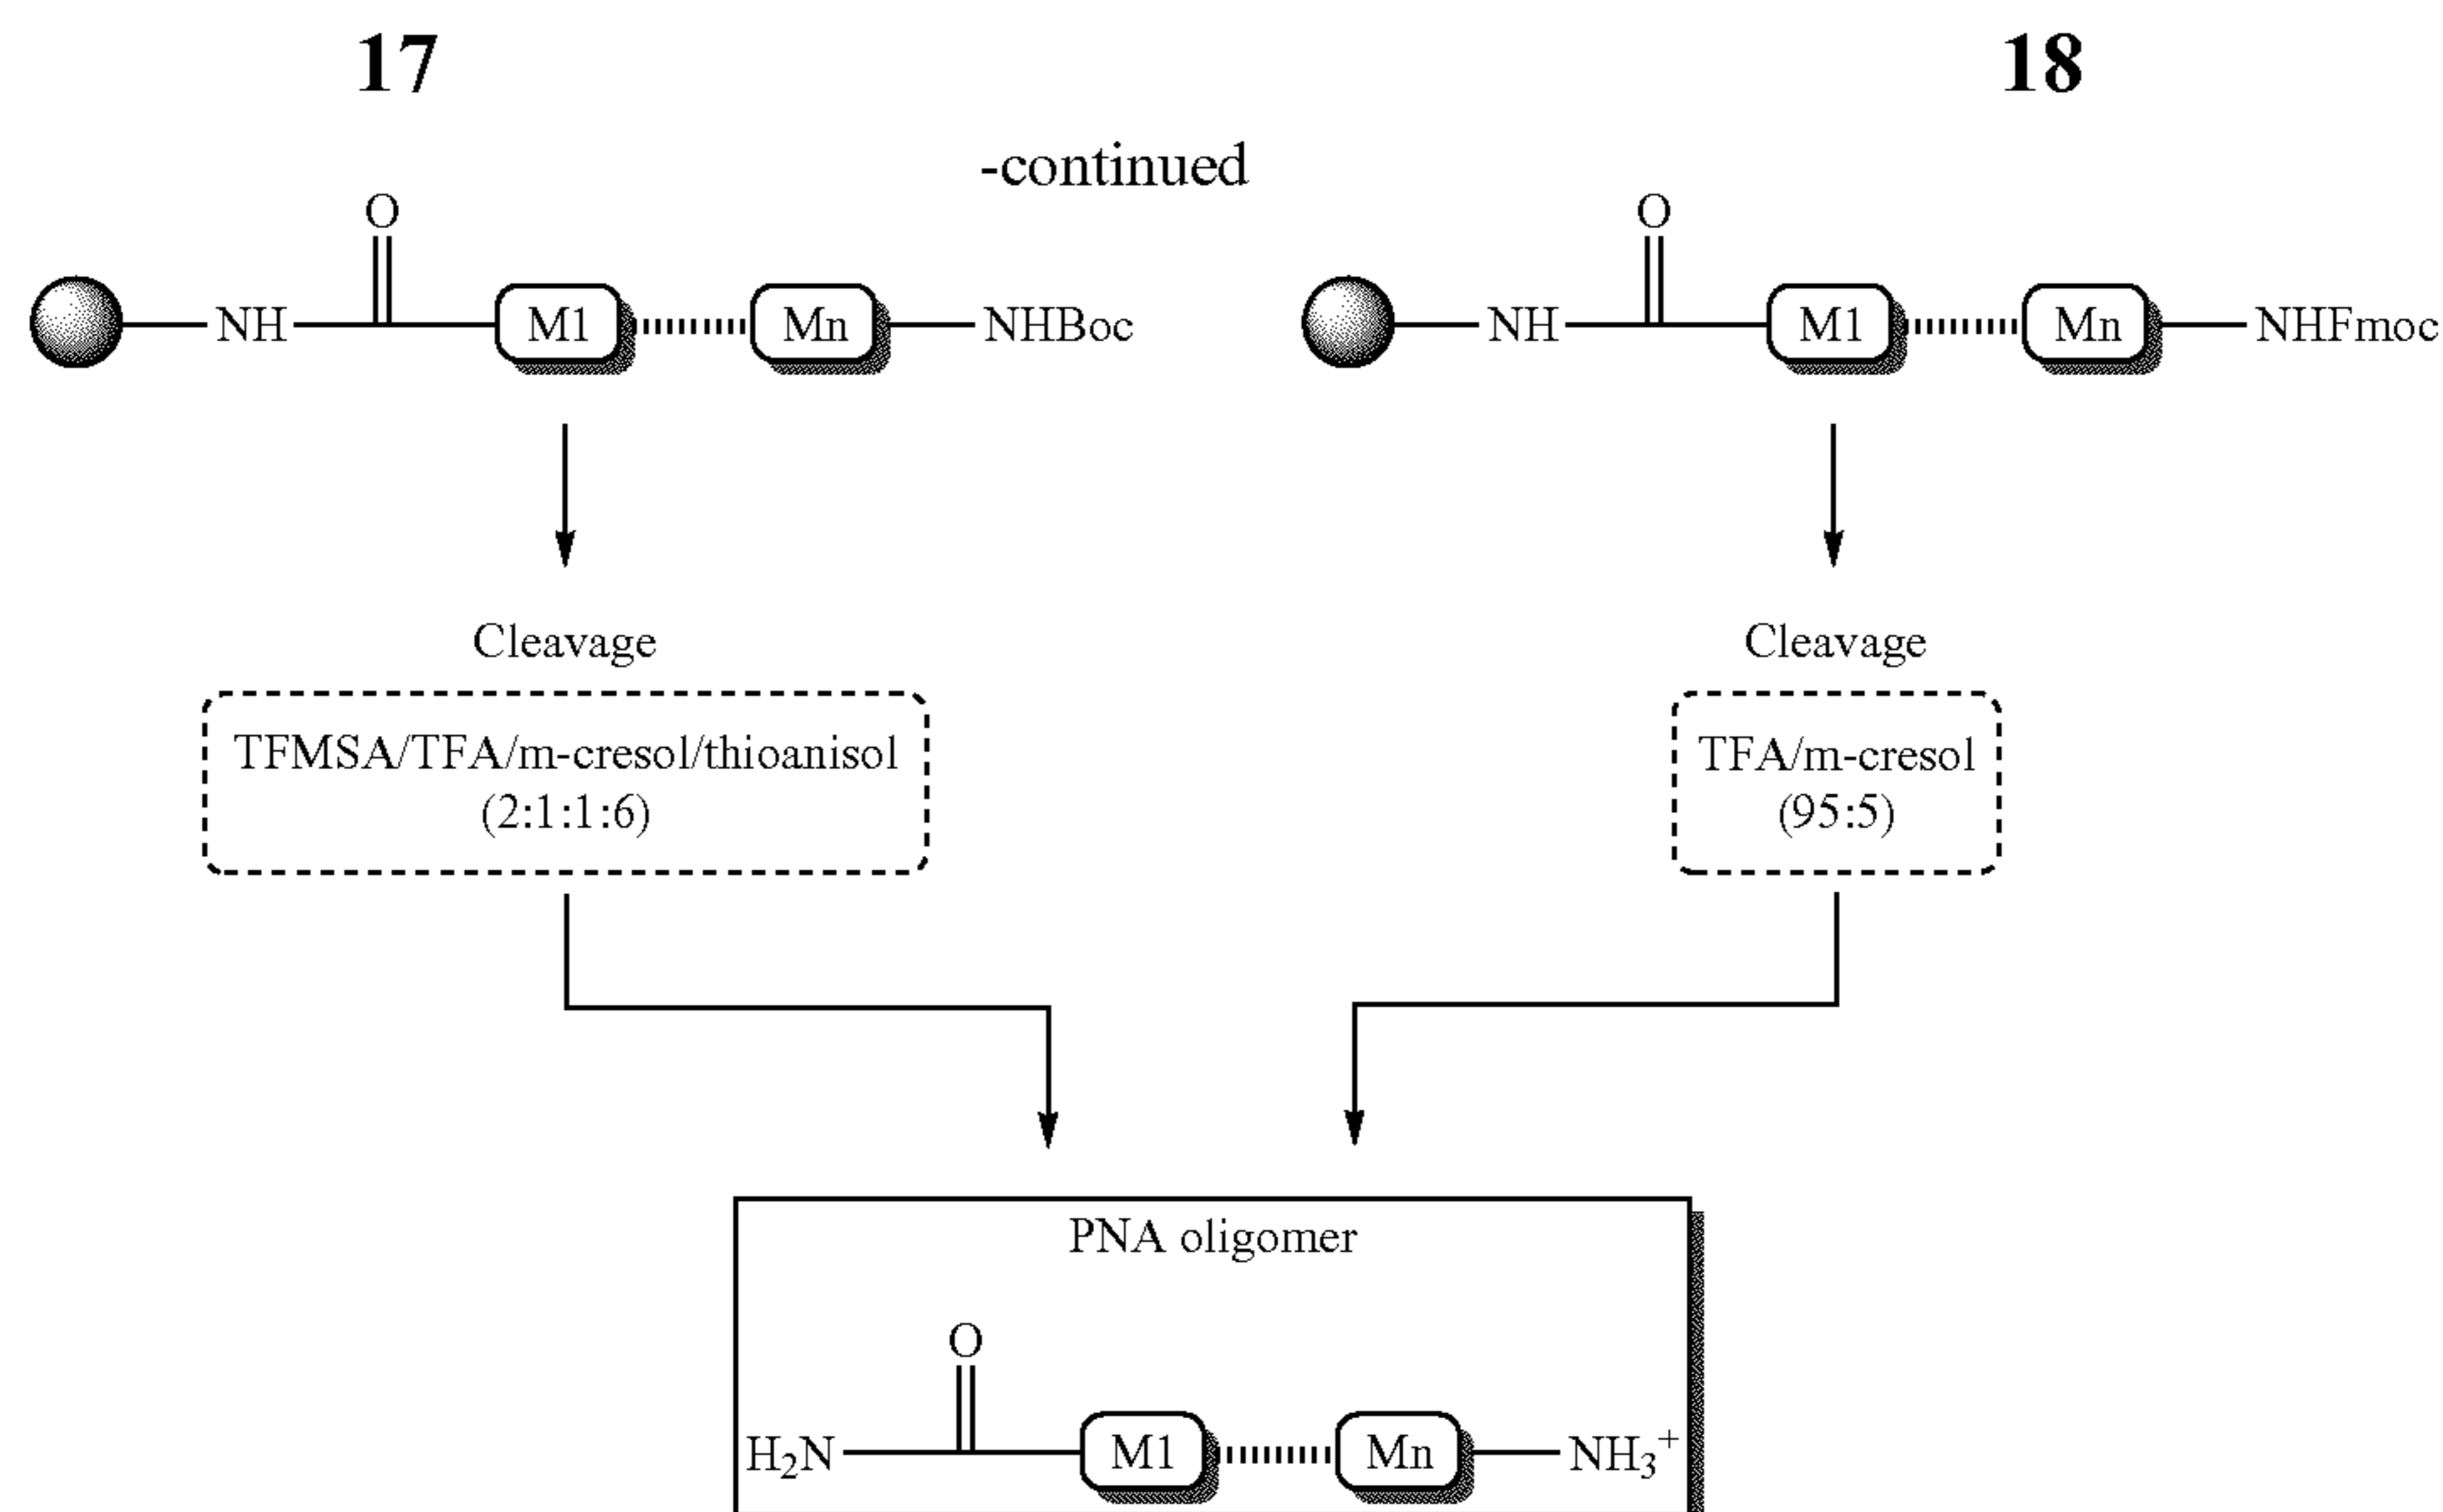 17 18
-continued
O O
NH M1 Mn NHBoc NH M1 Mn NHFmoc
Cleavage Cleavage
TFMSA/TFA/m-cresol/thioanisol TFA/m-cresol
(2:1:1:6) (95:5)
PNA oligomer
O
H₂N M1 Mn NH₃⁺